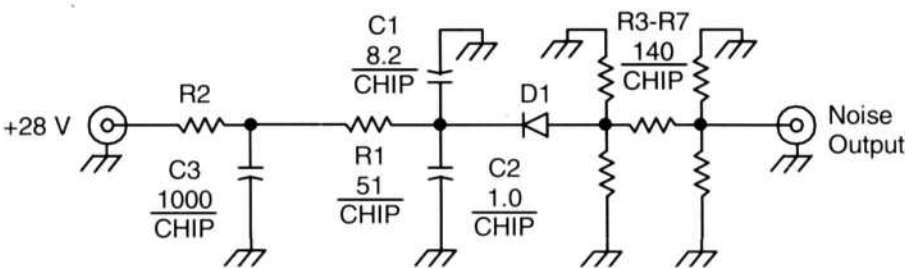 C1
8.2
CHIP
R3-R7
140
CHIP
+28 V
R2
D1
Noise
Output
C3
1000
CHIP
R1
51
CHIP
C2
1.0
CHIP